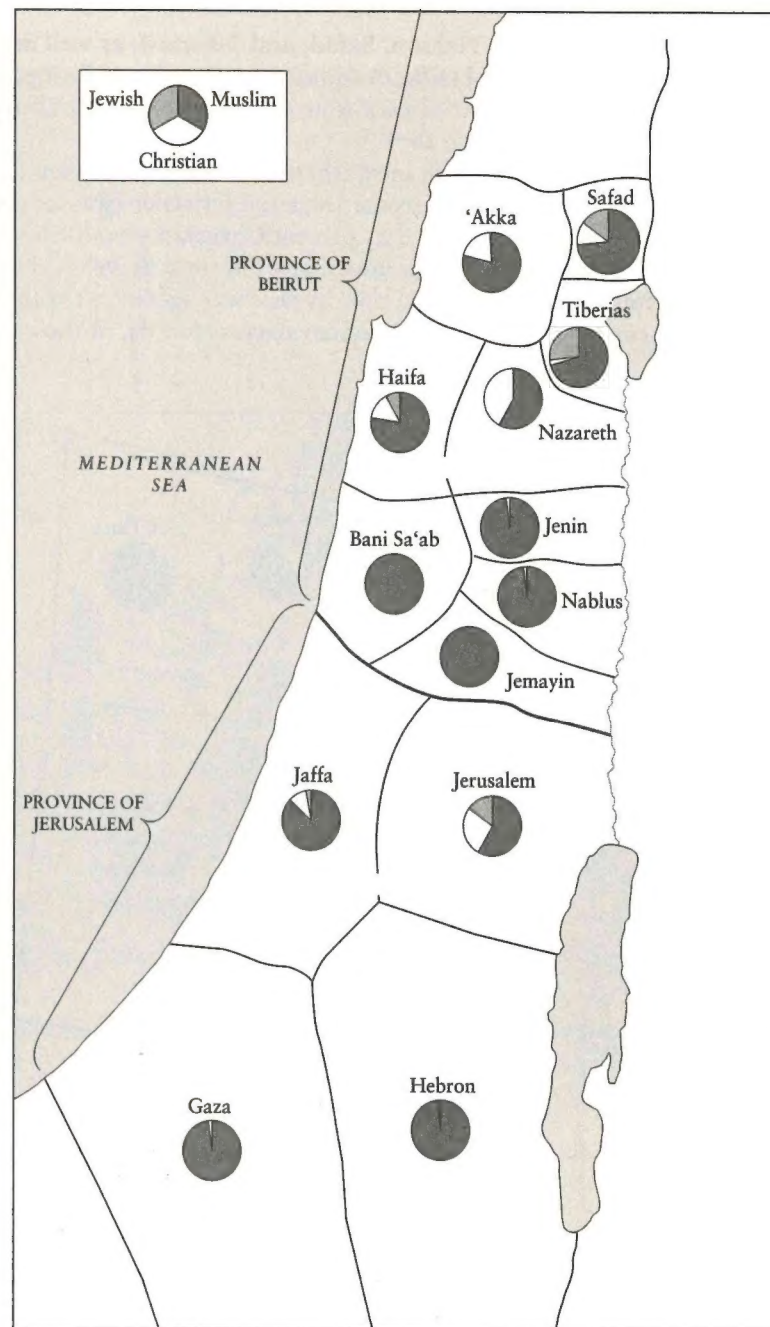 Jewish
Muslim
Christian
'Akka
Safad
PROVINCE OF
BEIRUT
Tiberias
Haifa
Nazareth
MEDITERRANEAN
SEA
Jenin
Bani Sa'ab
Nablus
Jemayin
Jaffa
Jerusalem
PROVINCE OF
JERUSALEM
Hebron
Gaza